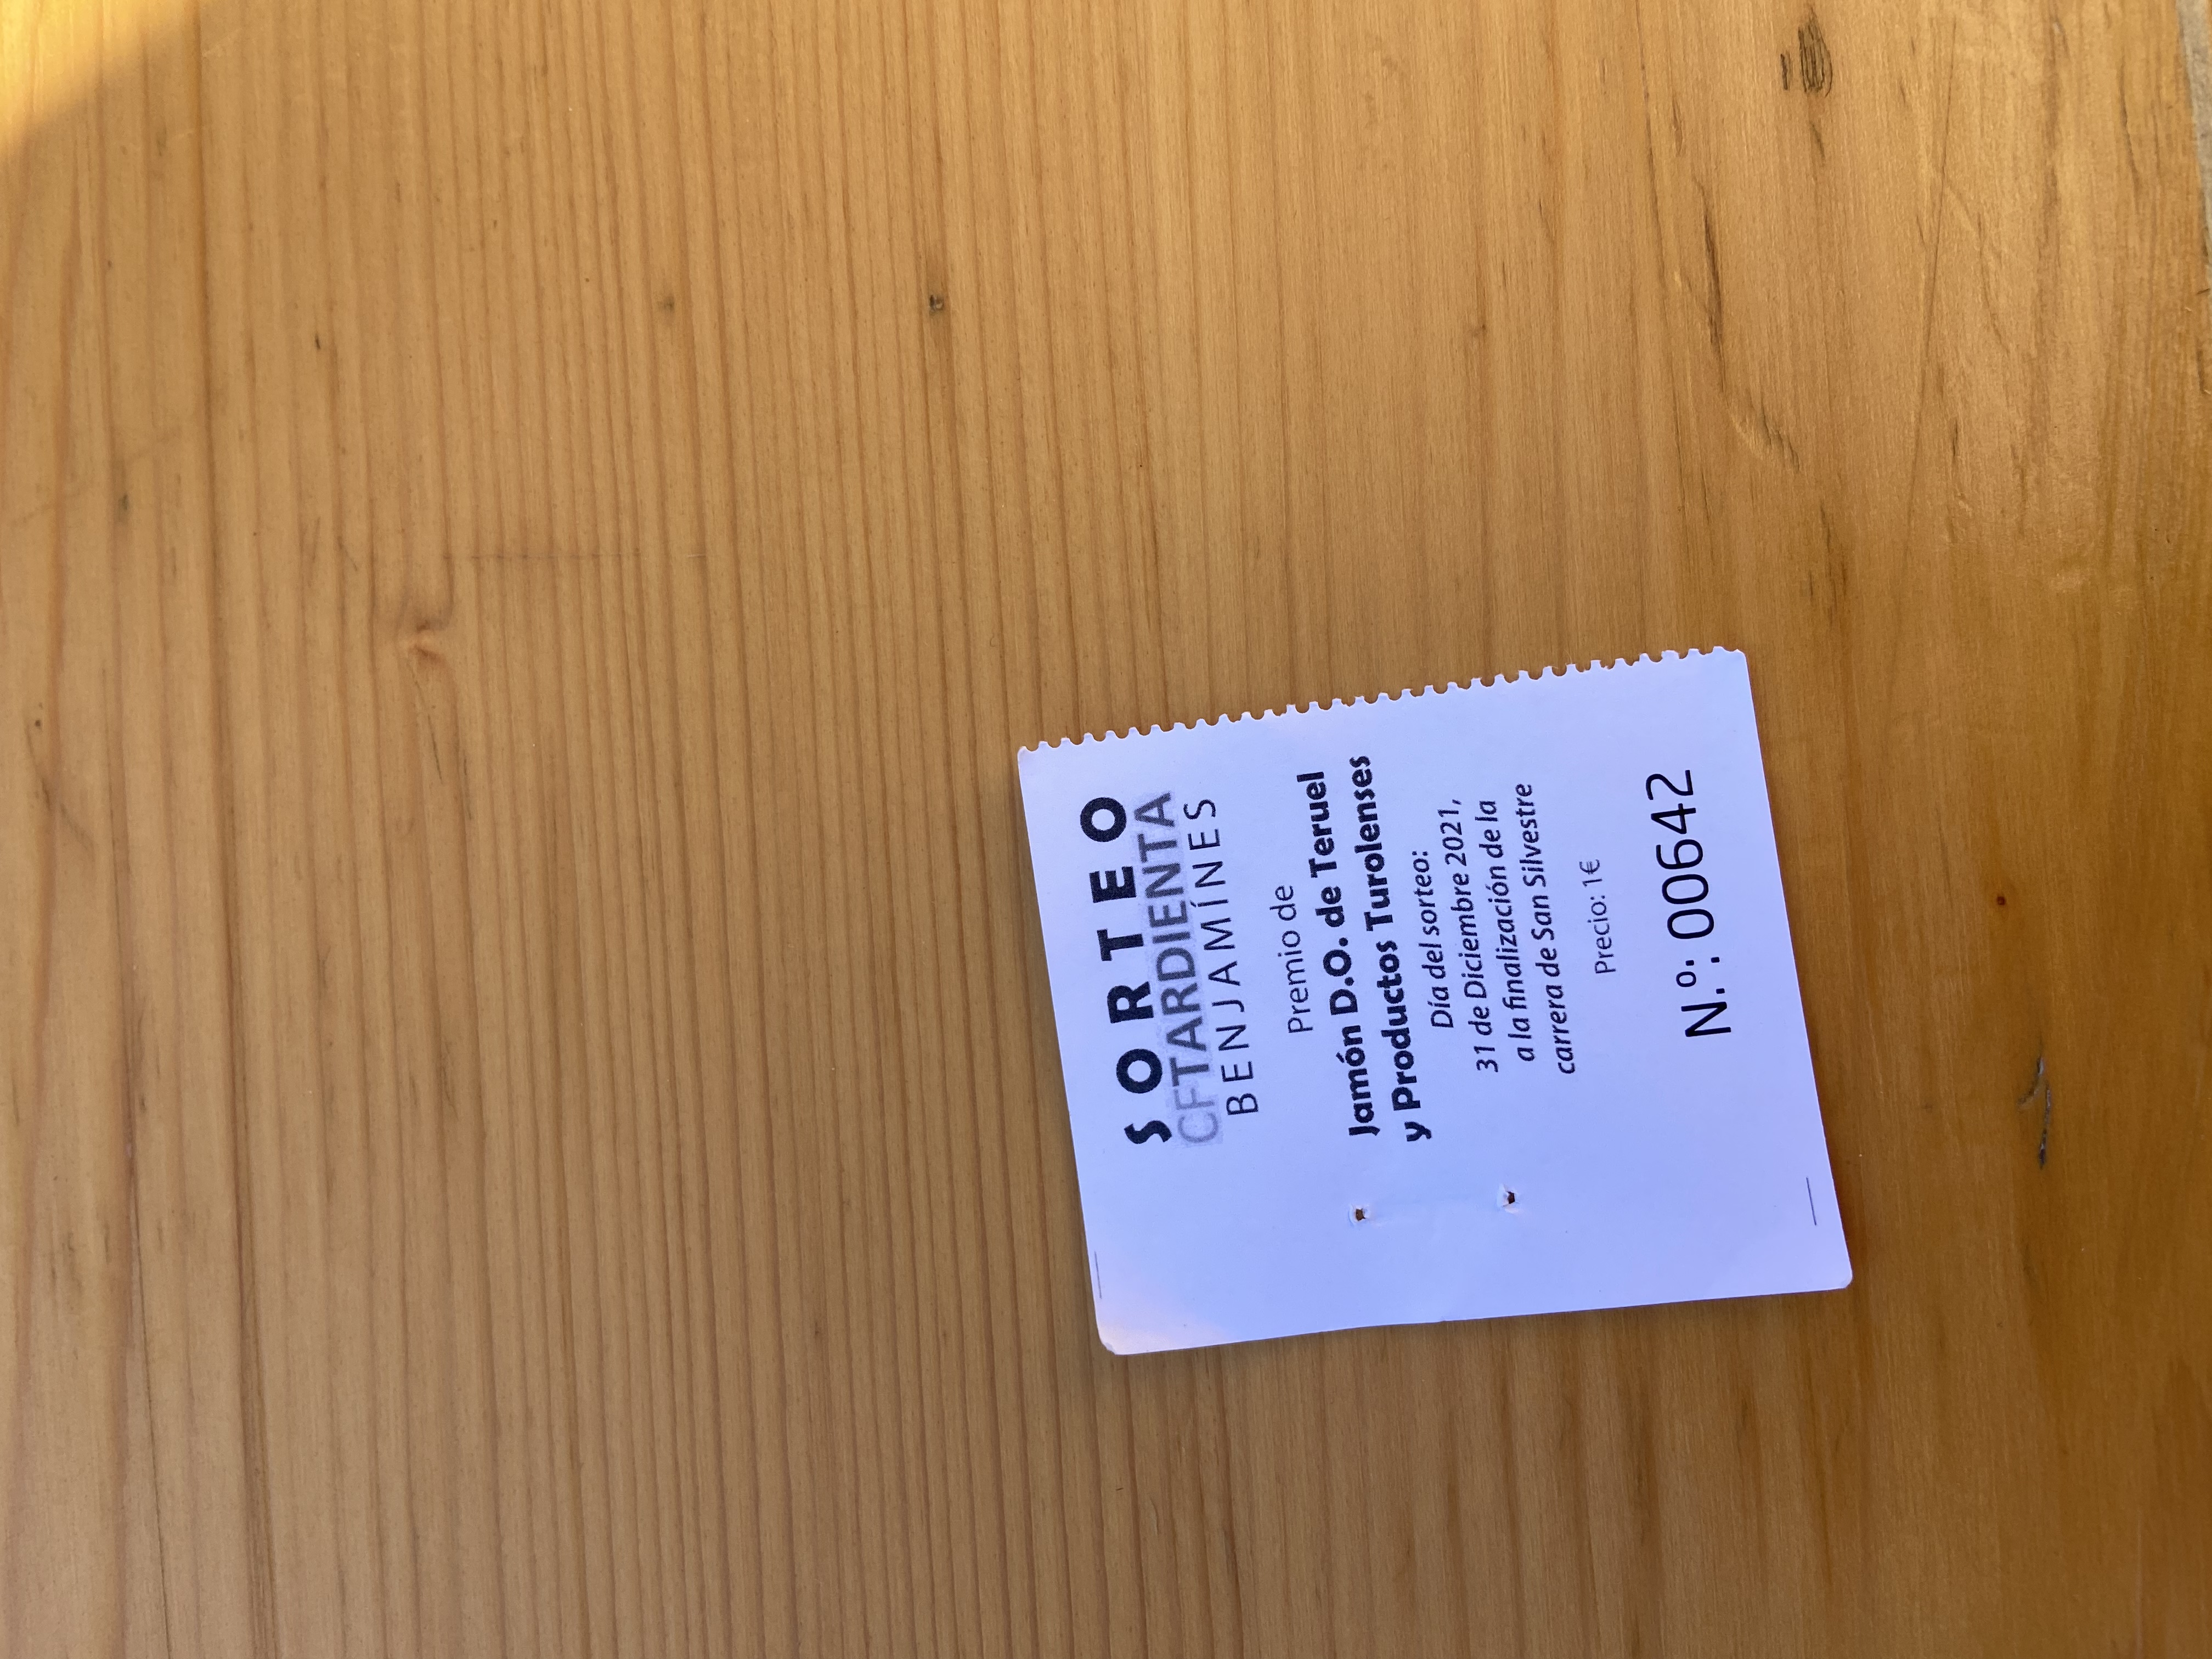 SORTEO
CFTARDIENTA
BENJAMÍNES
Premio de
Jamón D.O. de Teruel
y Productos Turolenses
Día del sorteo:
31 de Diciembre 2021,
a la finalización de la
carrera de San Silvestre
Precio: 1€
N.º: 00642